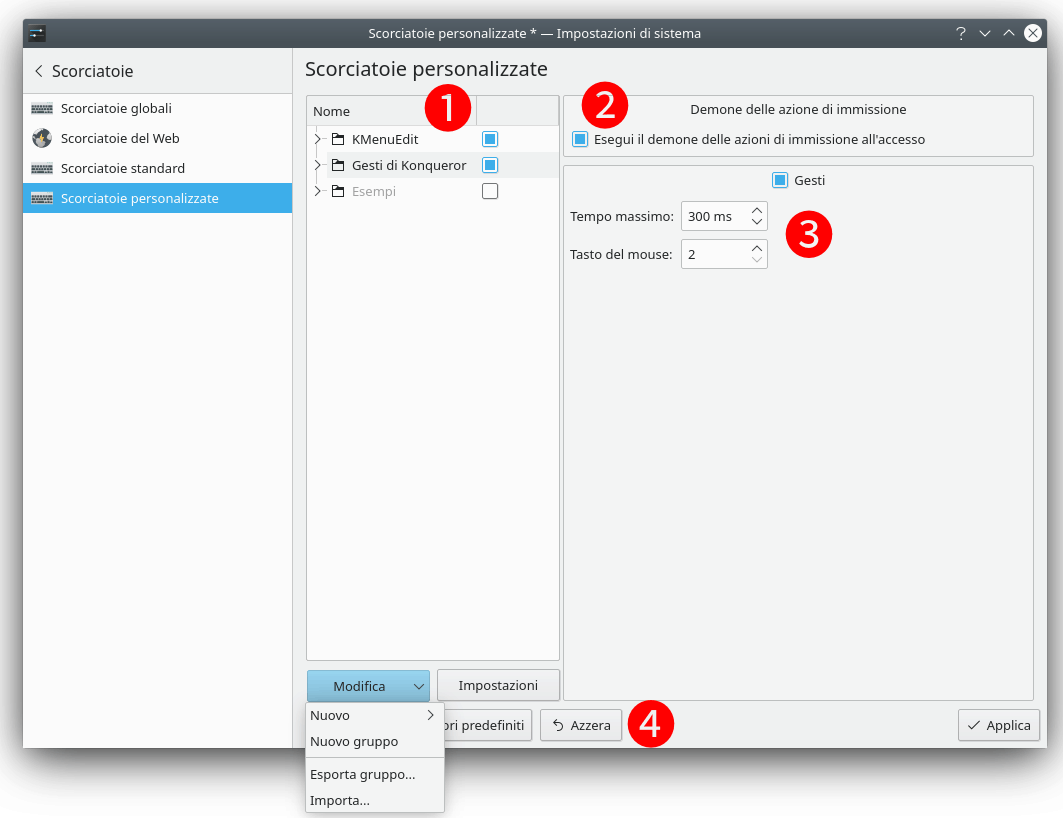 Scorciatoie personalizzate * — Impostazioni di sistema
?
Scorciatoie
Scorciatoie globali
Scorciatoie del Web
Scorciatoie standard
Scorciatoie personalizzate
Scorciatoie personalizzate
Nome
1
KMenuEdit
Gesti di Konqueror
Esempi
2
Demone delle azione di immissione
Esegui il demone delle azioni di immissione all'accesso
Gesti
Tempo massimo: 300 ms
3
Tasto del mouse: 2
Modifica
Impostazioni
Nuovo
Nuovo gruppo
Esporta gruppo...
Importa...
ori predefiniti
Azzera
4
Applica